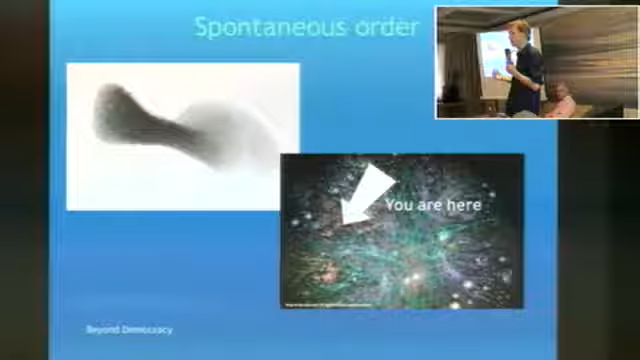 Spontaneous order
You are here
Beyond Democracy